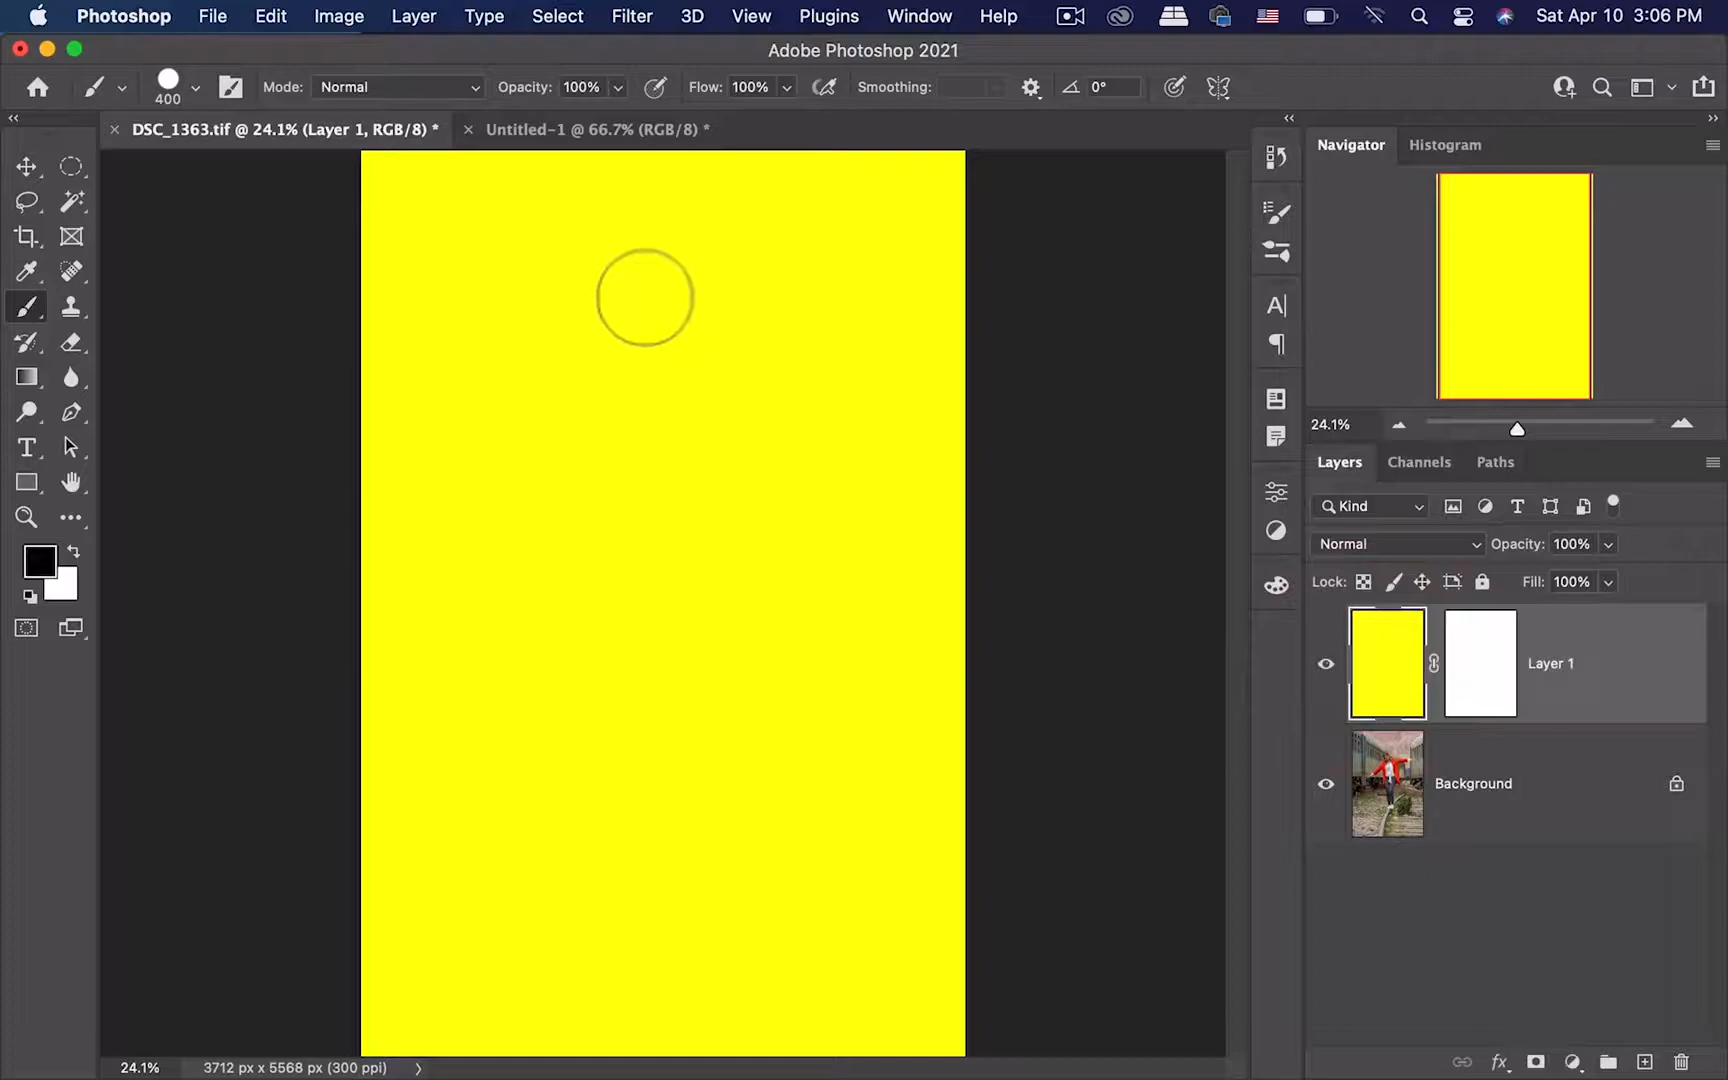 Photoshop File Edit Image Layer Type Select Filter 3D View Plugins Window Help Sat Apr 10 3:06 PM
Adobe Photoshop 2021
400 Mode: Normal Opacity: 100% Flow: 100% Smoothing: 0°
DSC_1363.tif @ 24.1% (Layer 1, RGB/8) * Untitled-1 @ 66.7% (RGB/8) *
Navigator Histogram
24.1%
Layers Channels Paths
Kind
Normal Opacity: 100%
Lock: Fill: 100%
Layer 1
Background
24.1% 3712 px x 5568 px (300 ppi)